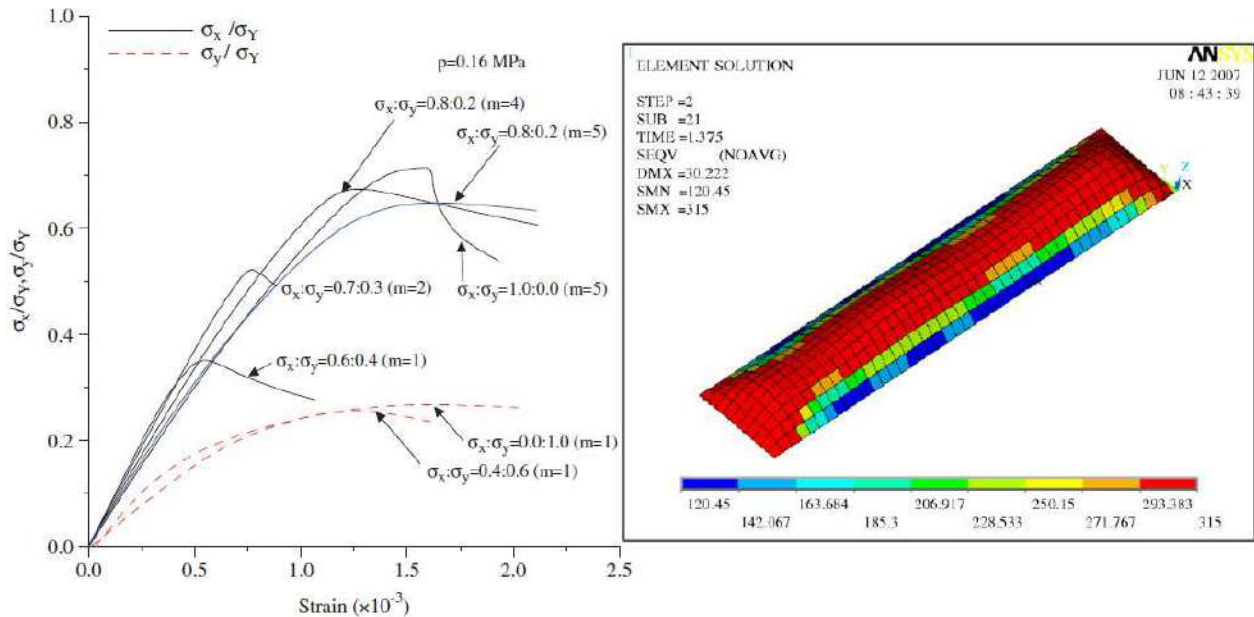 1.0
0.8
0.6
0.4
0.2
0.0
σx/σY,σy/σY
0.0
0.5
1.0
1.5
2.0
2.5
Strain (×10-3)
σx /σY
σy/ σY
p=0.16 MPa
σx:σy=0.8:0.2 (m=4)
σx:σy=0.8:0.2 (m=5)
σx:σy=0.7:0.3 (m=2)
σx:σy=1.0:0.0 (m=5)
σx:σy=0.6:0.4 (m=1)
σx:σy=0.0:1.0 (m=1)
σx:σy=0.4:0.6 (m=1)
1
ELEMENT SOLUTION
STEP =2
SUB =21
TIME =1.375
SEQV (NOAVG)
DMX =30.222
SMN =120.45
SMX =315
ANSYS
JUN 12 2007
08 : 43 : 39
Y
Z
X
120.45
163.684
206.917
250.15
293.383
142.067
185.3
228.533
271.767
315